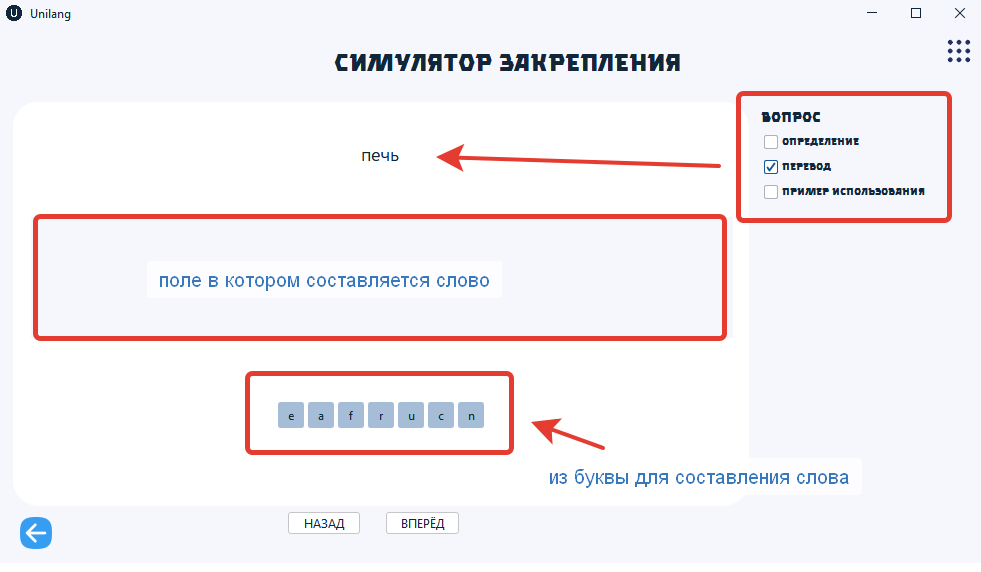 Unilang
СИМУЛЯТОР ЗАКРЕПЛЕНИЯ
ВОПРОС
ОПРЕДЕЛЕНИЕ
ПЕРЕВОД
ПРИМЕР ИСПОЛЬЗОВАНИЯ
печь
поле в котором составляется слово
e a f r u c n
из буквы для составления слова
НАЗАД ВПЕРЁД